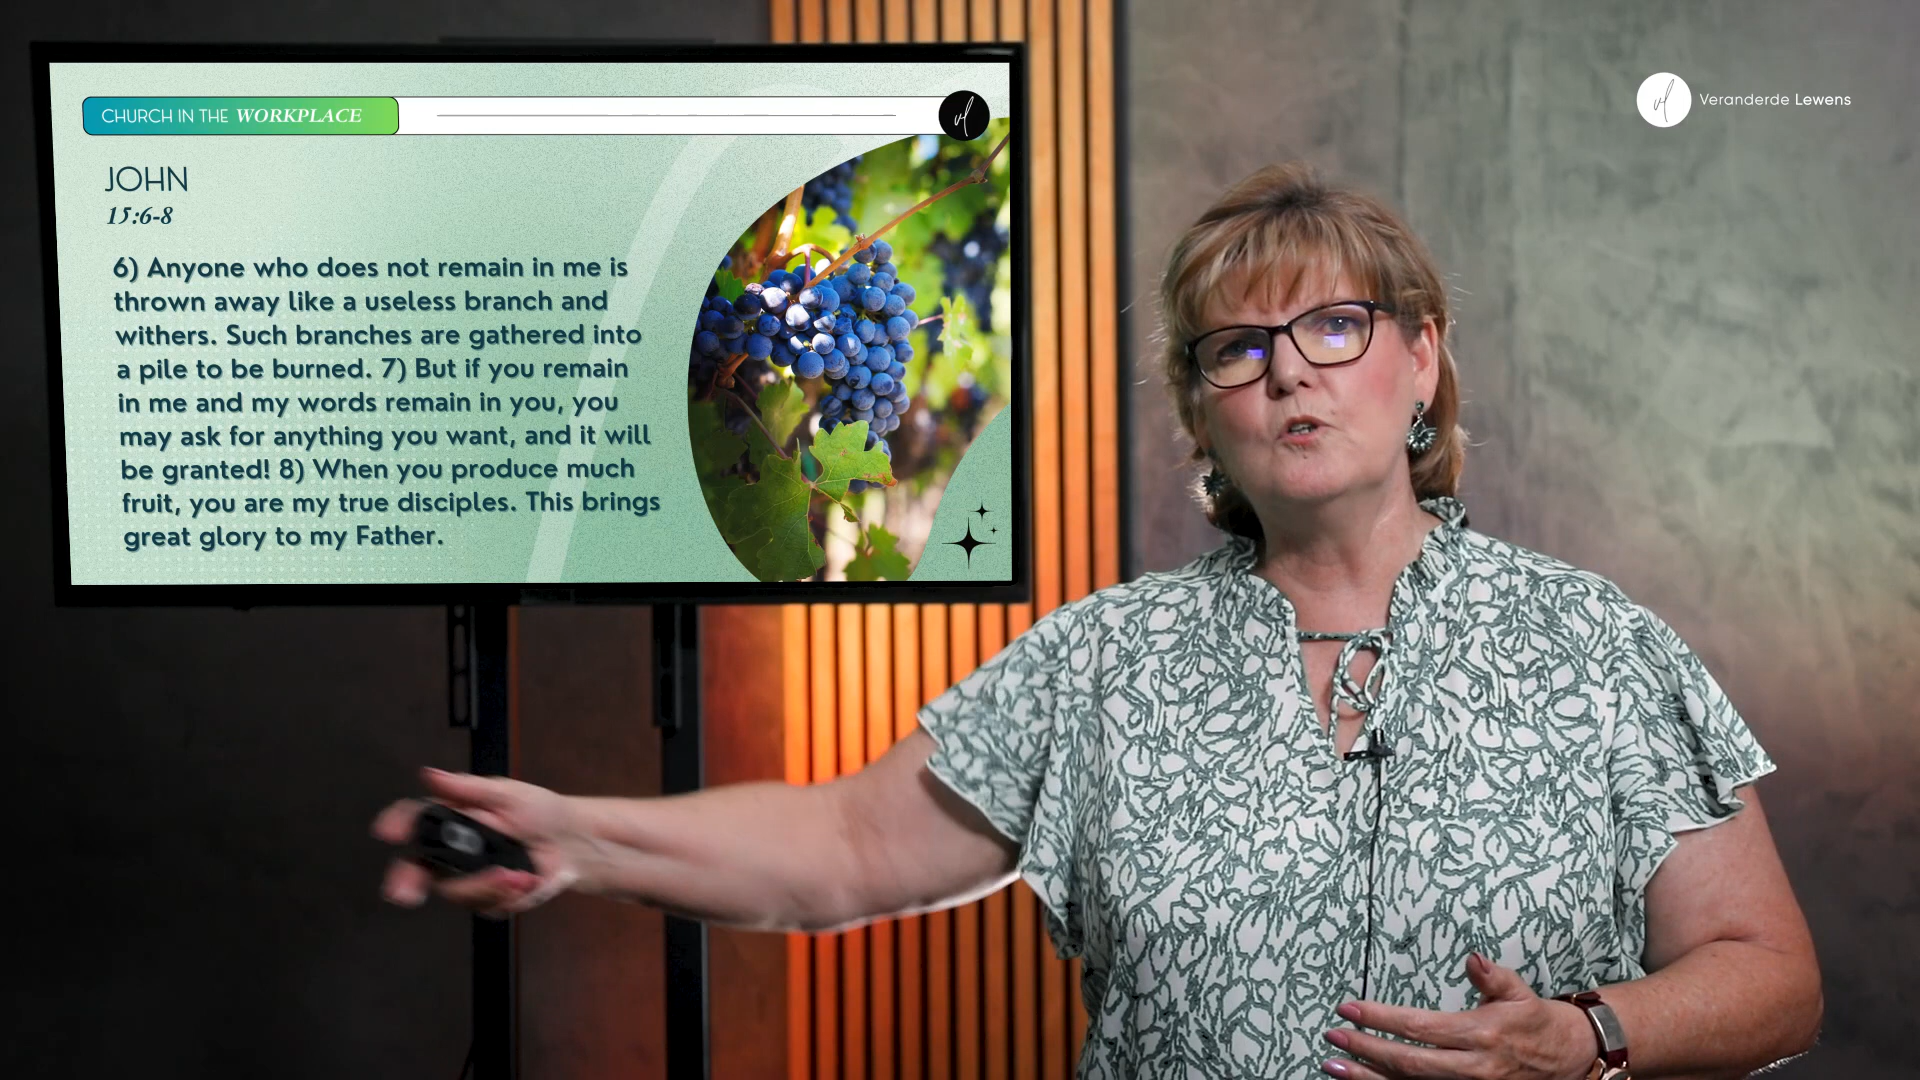 CHURCH IN THE WORKPLACE
vl
JOHN
15:6-8
6) Anyone who does not remain in me is
thrown away like a useless branch and
withers. Such branches are gathered into
a pile to be burned. 7) But if you remain
in me and my words remain in you, you
may ask for anything you want, and it will
be granted! 8) When you produce much
fruit, you are my true disciples. This brings
great glory to my Father.
vl Veranderde Lewens